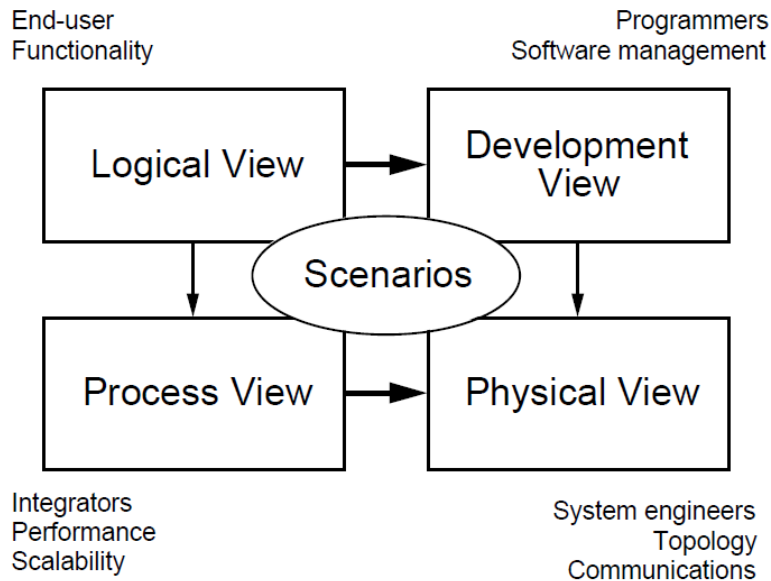 End-user
Functionality
Programmers
Software management
Logical View
Development
View
Scenarios
Process View
Physical View
Integrators
Performance
Scalability
System engineers
Topology
Communications